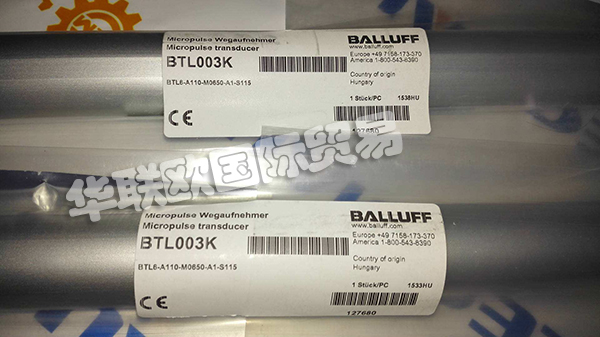 Micropulse Wegaufnehmer
Micropulse transducer
BTL003K
BTL6-A110-M0650-A1-S115
CE
BALLUFF
www.balluff.com
Europe +49 7158-173-370
America 1-800-543-8390
Country of origin
Hungary
1 Stück/PC 1538HU
127680
华联欧国际贸易
Micropulse Wegaufnehmer
Micropulse transducer
BTL003K
BTL6-A110-M0650-A1-S115
CE
BALLUFF
www.balluff.com
Europe +49 7158-173-370
America 1-800-543-8390
Country of origin
Hungary
1 Stück/PC 1533HU
127680